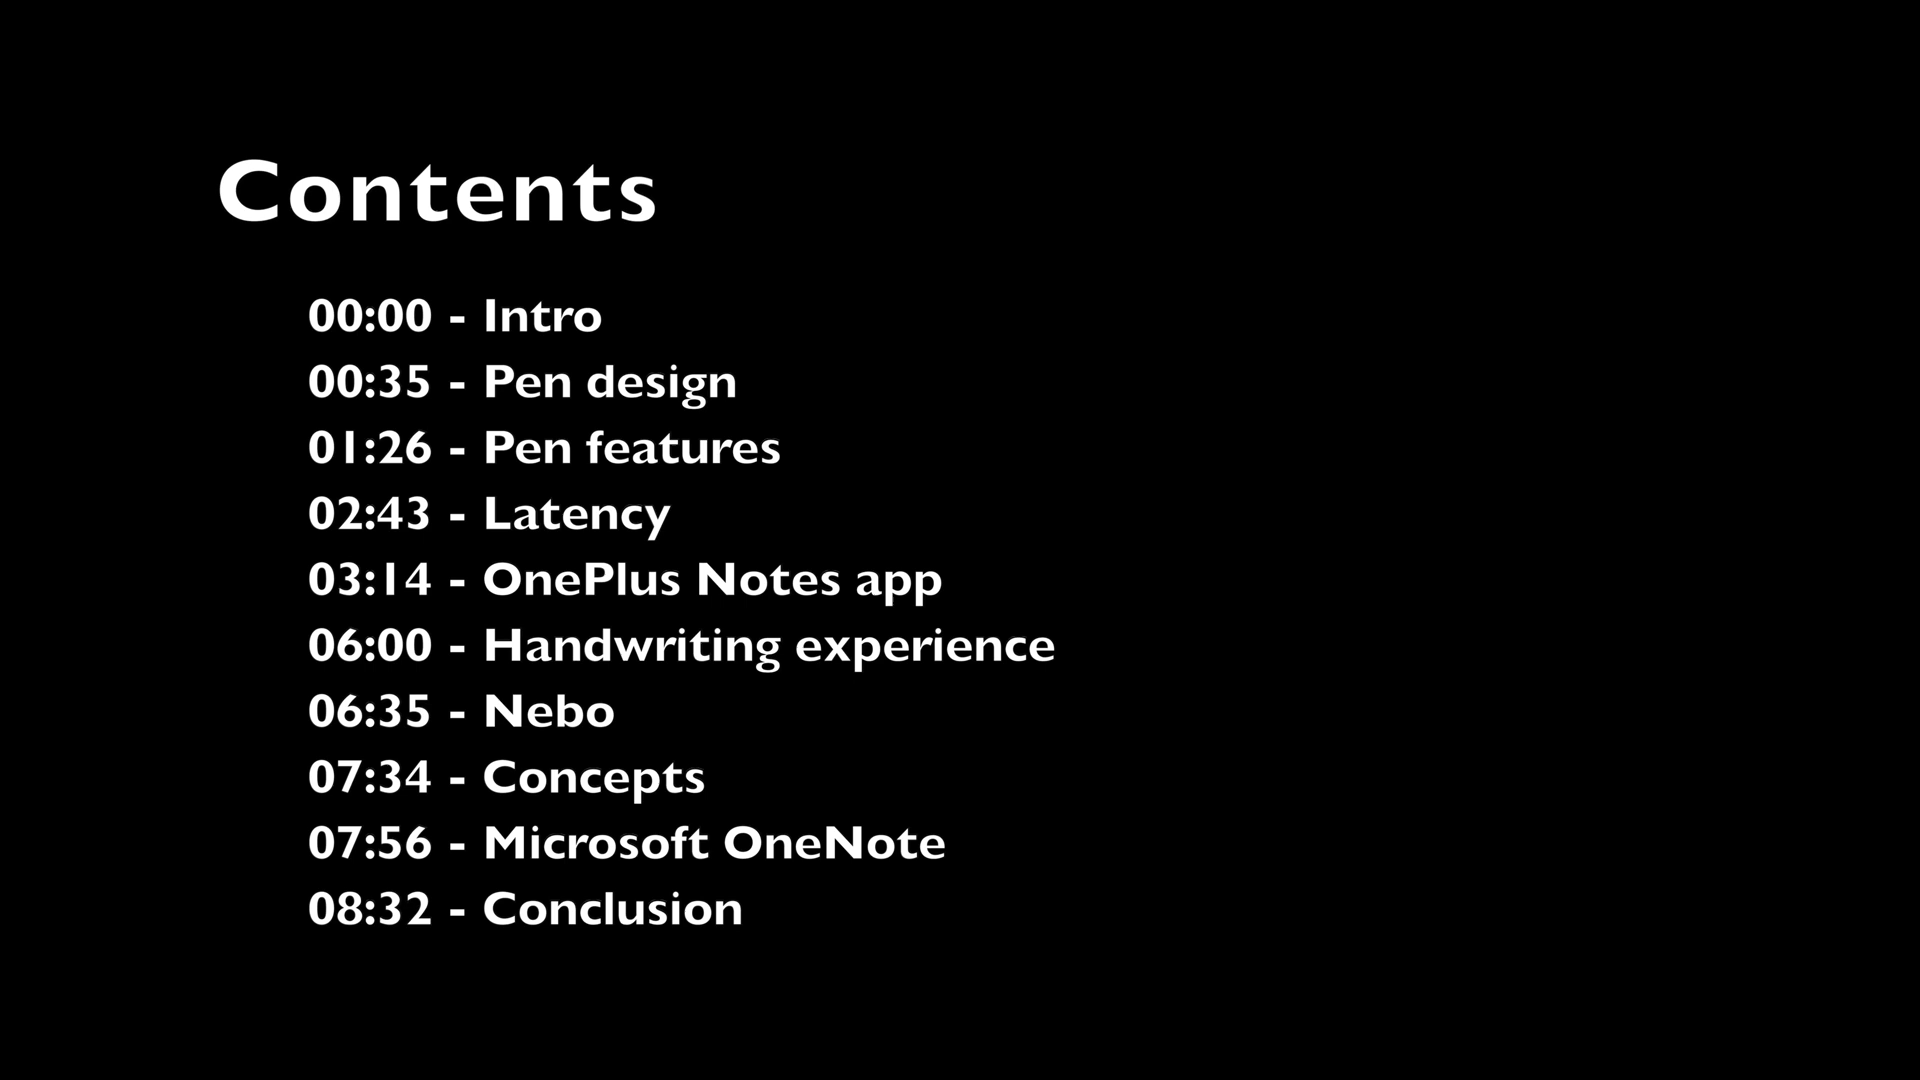 Contents
00:00 - Intro
00:35 - Pen design
01:26 - Pen features
02:43 - Latency
03:14 - OnePlus Notes app
06:00 - Handwriting experience
06:35 - Nebo
07:34 - Concepts
07:56 - Microsoft OneNote
08:32 - Conclusion